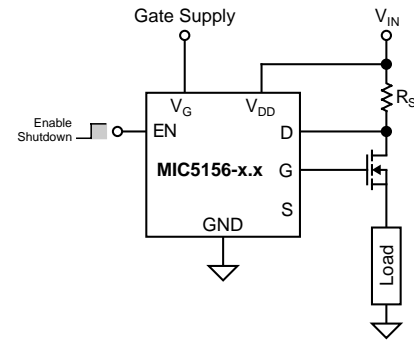 Gate Supply
VIN
Enable
Shutdown
VG
VDD
RS
EN
D
MIC5156-x.x
G
S
GND
Load